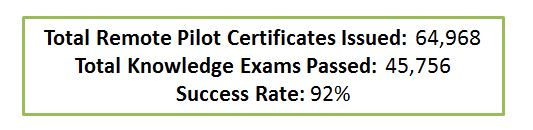 Total Remote Pilot Certificates Issued: 64,968
Total Knowledge Exams Passed: 45,756
Success Rate: 92%